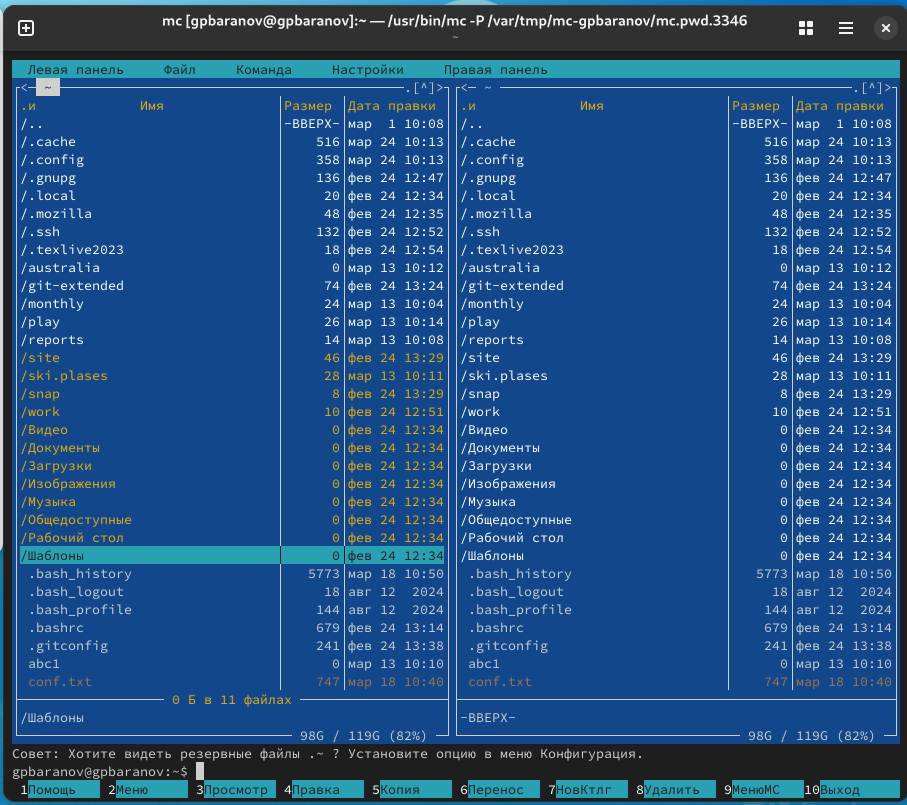 mc [gpbaranov@gpbaranov]:~ — /usr/bin/mc -P /var/tmp/mc-gpbaranov/mc.pwd.3346
~
Левая панель Файл Команда Настройки Правая панель
<— ~ .[^]> <— ~ .[^]>
.и Имя Размер Дата правки .и Имя Размер Дата правки
/.. -ВВЕРХ- мар 1 10:08 /.. -ВВЕРХ- мар 1 10:08
/.cache 516 мар 24 10:13 /.cache 516 мар 24 10:13
/.config 358 мар 24 10:13 /.config 358 мар 24 10:13
/.gnupg 136 фев 24 12:47 /.gnupg 136 фев 24 12:47
/.local 20 фев 24 12:34 /.local 20 фев 24 12:34
/.mozilla 48 фев 24 12:35 /.mozilla 48 фев 24 12:35
/.ssh 132 фев 24 12:52 /.ssh 132 фев 24 12:52
/.texlive2023 18 фев 24 12:54 /.texlive2023 18 фев 24 12:54
/australia 0 мар 13 10:12 /australia 0 мар 13 10:12
/git-extended 74 фев 24 13:24 /git-extended 74 фев 24 13:24
/monthly 24 мар 13 10:04 /monthly 24 мар 13 10:04
/play 26 мар 13 10:14 /play 26 мар 13 10:14
/reports 14 мар 13 10:08 /reports 14 мар 13 10:08
/site 46 фев 24 13:29 /site 46 фев 24 13:29
/ski.plases 28 мар 13 10:11 /ski.plases 28 мар 13 10:11
/snap 8 фев 24 13:29 /snap 8 фев 24 13:29
/work 10 фев 24 12:51 /work 10 фев 24 12:51
/Видео 0 фев 24 12:34 /Видео 0 фев 24 12:34
/Документы 0 фев 24 12:34 /Документы 0 фев 24 12:34
/Загрузки 0 фев 24 12:34 /Загрузки 0 фев 24 12:34
/Изображения 0 фев 24 12:34 /Изображения 0 фев 24 12:34
/Музыка 0 фев 24 12:34 /Музыка 0 фев 24 12:34
/Общедоступные 0 фев 24 12:34 /Общедоступные 0 фев 24 12:34
/Рабочий стол 0 фев 24 12:34 /Рабочий стол 0 фев 24 12:34
/Шаблоны 0 фев 24 12:34 /Шаблоны 0 фев 24 12:34
.bash_history 5773 мар 18 10:50 .bash_history 5773 мар 18 10:50
.bash_logout 18 авг 12 2024 .bash_logout 18 авг 12 2024
.bash_profile 144 авг 12 2024 .bash_profile 144 авг 12 2024
.bashrc 679 фев 24 13:14 .bashrc 679 фев 24 13:14
.gitconfig 241 фев 24 13:38 .gitconfig 241 фев 24 13:38
abc1 0 мар 13 10:10 abc1 0 мар 13 10:10
conf.txt 747 мар 18 10:40 conf.txt 747 мар 18 10:40
0 Б в 11 файлах
/Шаблоны -ВВЕРХ-
98G / 119G (82%) 98G / 119G (82%)
Совет: Хотите видеть резервные файлы .~ ? Установите опцию в меню Конфигурация.
gpbaranov@gpbaranov:~$
1Помощь 2Меню 3Просмотр 4Правка 5Копия 6Перенос 7НовКтлг 8Удалить 9МенюМС 10Выход